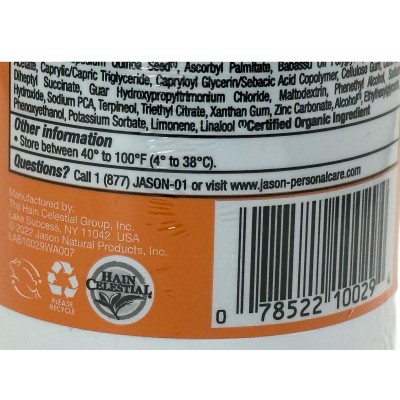 Acetate, Caprylic/Capric Triglyceride, Capryloyl Glycerin/Sebacic Acid Copolymer, Cellulose Gum,
Diheptyl Succinate, Guar Hydroxypropyltrimonium Chloride, Maltodextrin, Phenethyl Alcohol,
Hydroxide, Sodium PCA, Terpineol, Triethyl Citrate, Xanthan Gum, Zinc Carbonate, Alcohol(1),
Phenoxyethanol, Potassium Sorbate, Limonene, Linalool (1)Certified Organic Ingredient
Other information
• Store between 40° to 100°F (4° to 38°C).
Questions? Call 1 (877) JASON-01 or visit www.jason-personalcare.com
Manufactured by:
The Hain Celestial Group, Inc.
Lake Success, NY 11042 USA
© 2022 Jason Natural Products, Inc.
LAB10029WA007
PLEASE
RECYCLE
HAIN
CELESTIAL
0 78522 10029 4